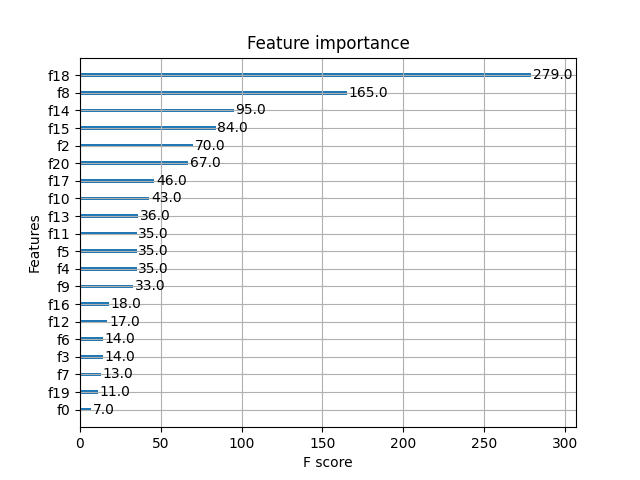 Feature importance
f18 279.0
f8 165.0
f14 95.0
f15 84.0
f2 70.0
f20 67.0
f17 46.0
f10 43.0
f13 36.0
f11 35.0
f5 35.0
f4 35.0
f9 33.0
f16 18.0
f12 17.0
f6 14.0
f3 14.0
f7 13.0
f19 11.0
f0 7.0
Features
0 50 100 150 200 250 300
F score